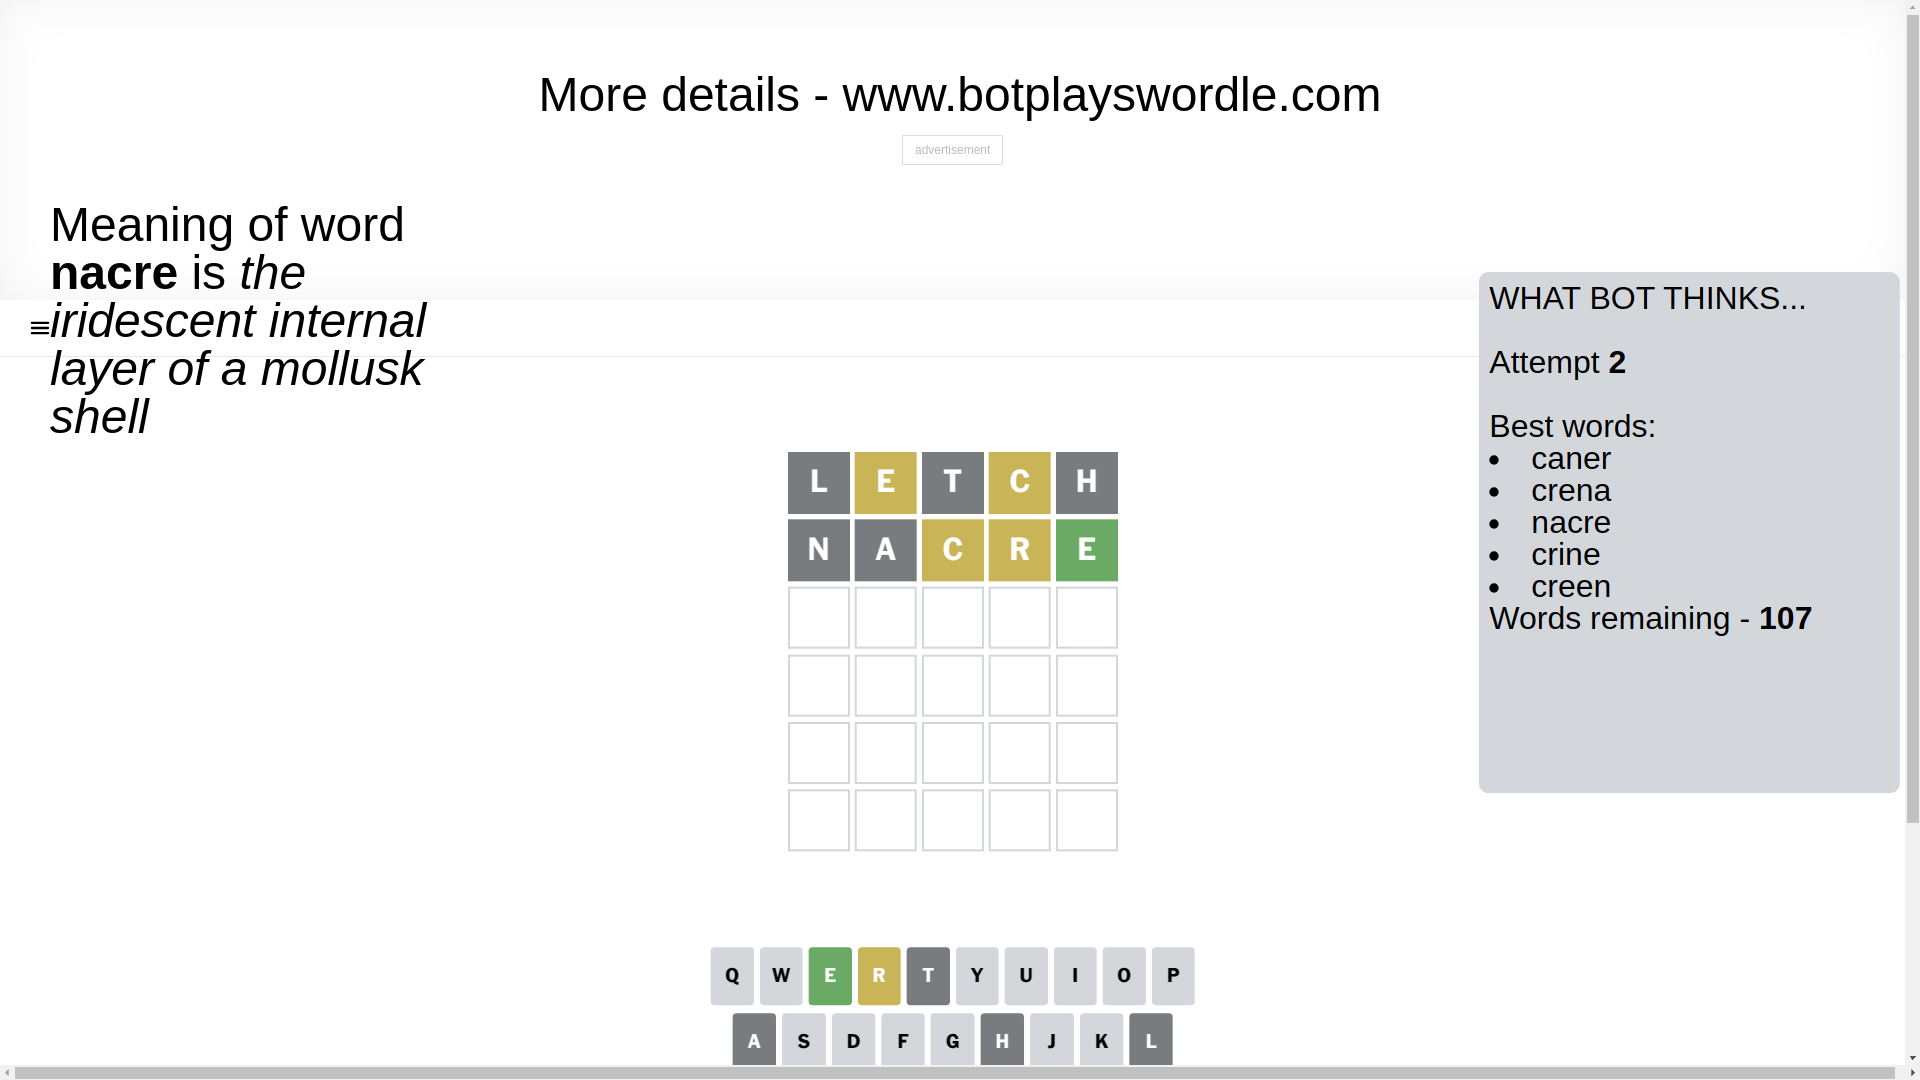 More details - www.botplayswordle.com
advertisement
Meaning of word
nacre is the
iridescent internal
layer of a mollusk
shell
WHAT BOT THINKS...
Attempt 2
Best words:
• caner
• crena
• nacre
• crine
• creen
Words remaining - 107
L E T C H
N A C R E
Q W E R T Y U I O P
A S D F G H J K L